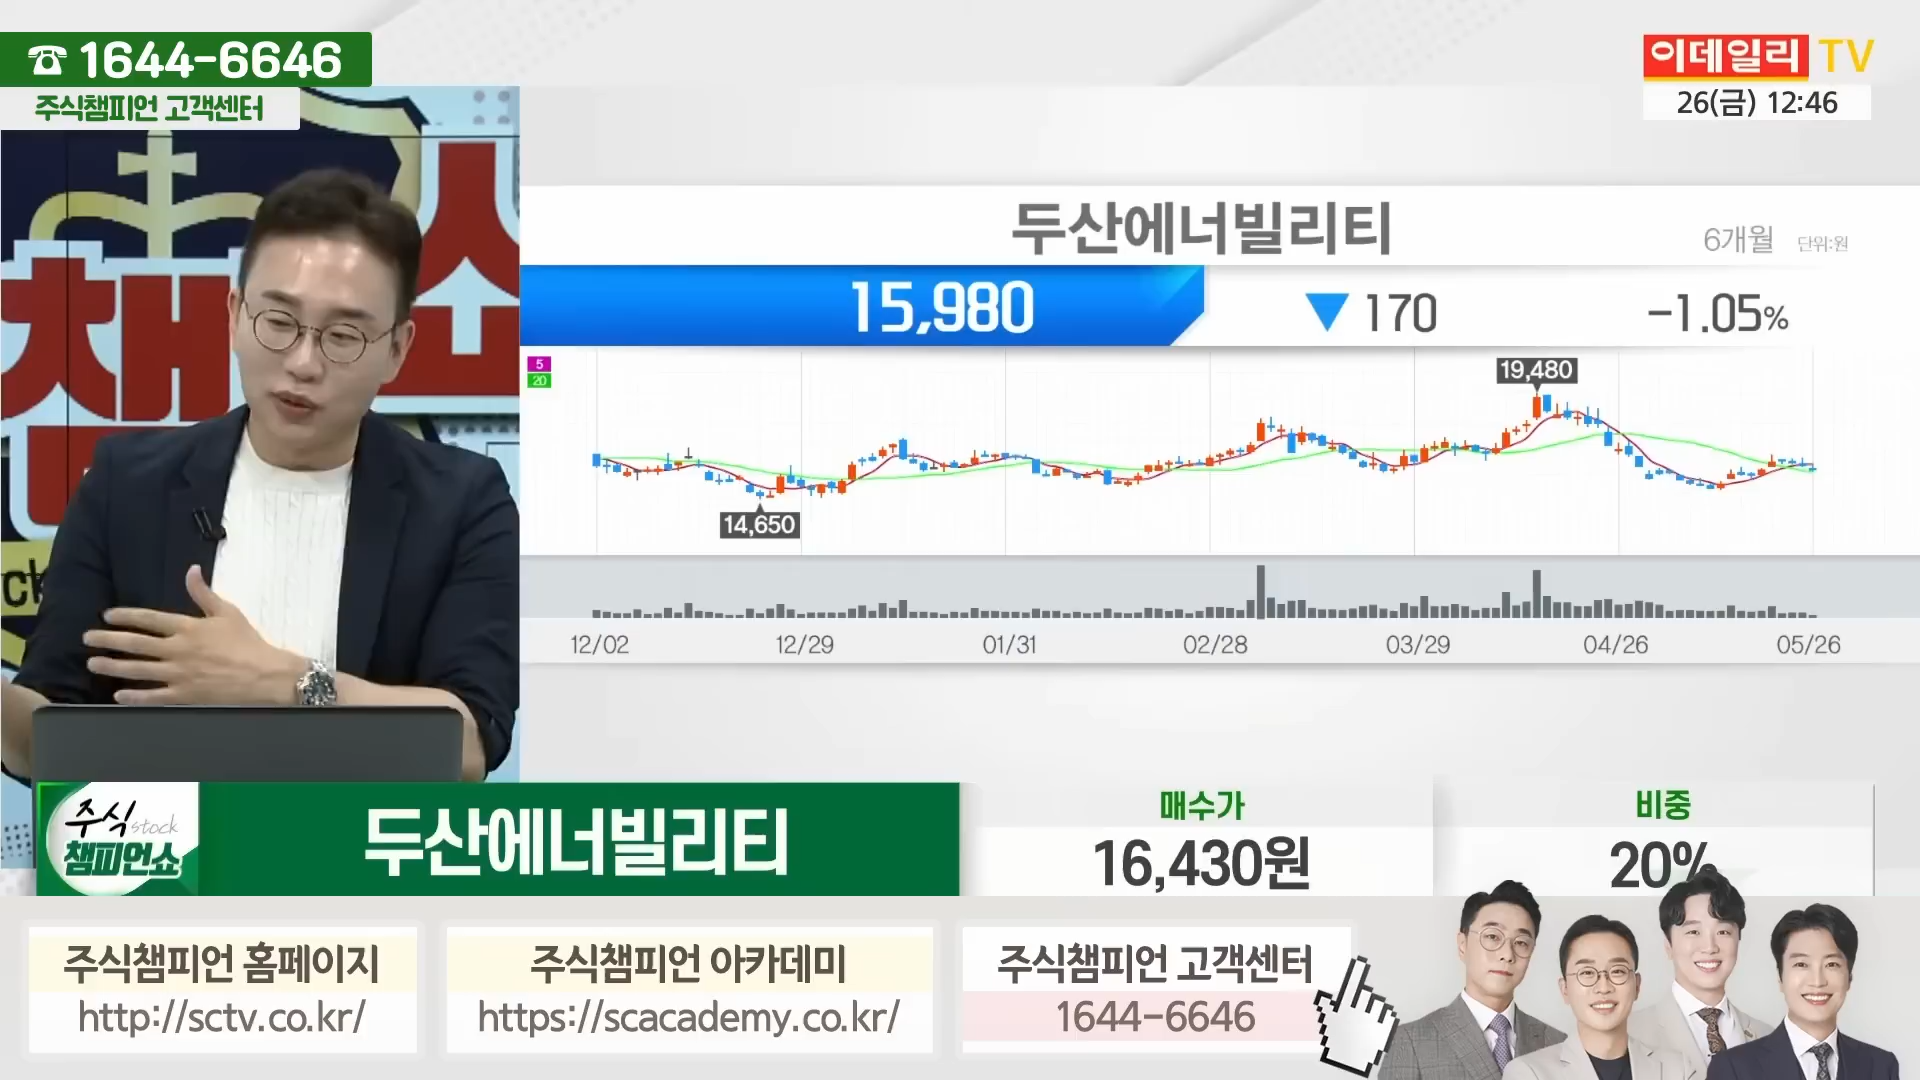 ☎ 1644-6646
주식챔피언 고객센터
이데일리 TV
26(금) 12:46
챔
두산에너빌리티
6개월 단위:원
15,980 ▼ 170 -1.05%
5
20
19,480
14,650
12/02 12/29 01/31 02/28 03/29 04/26 05/26
주식 stock
챔피언쇼
두산에너빌리티
매수가
16,430원
비중
20%
주식챔피언 홈페이지
http://sctv.co.kr/
주식챔피언 아카데미
https://scacademy.co.kr/
주식챔피언 고객센터
1644-6646